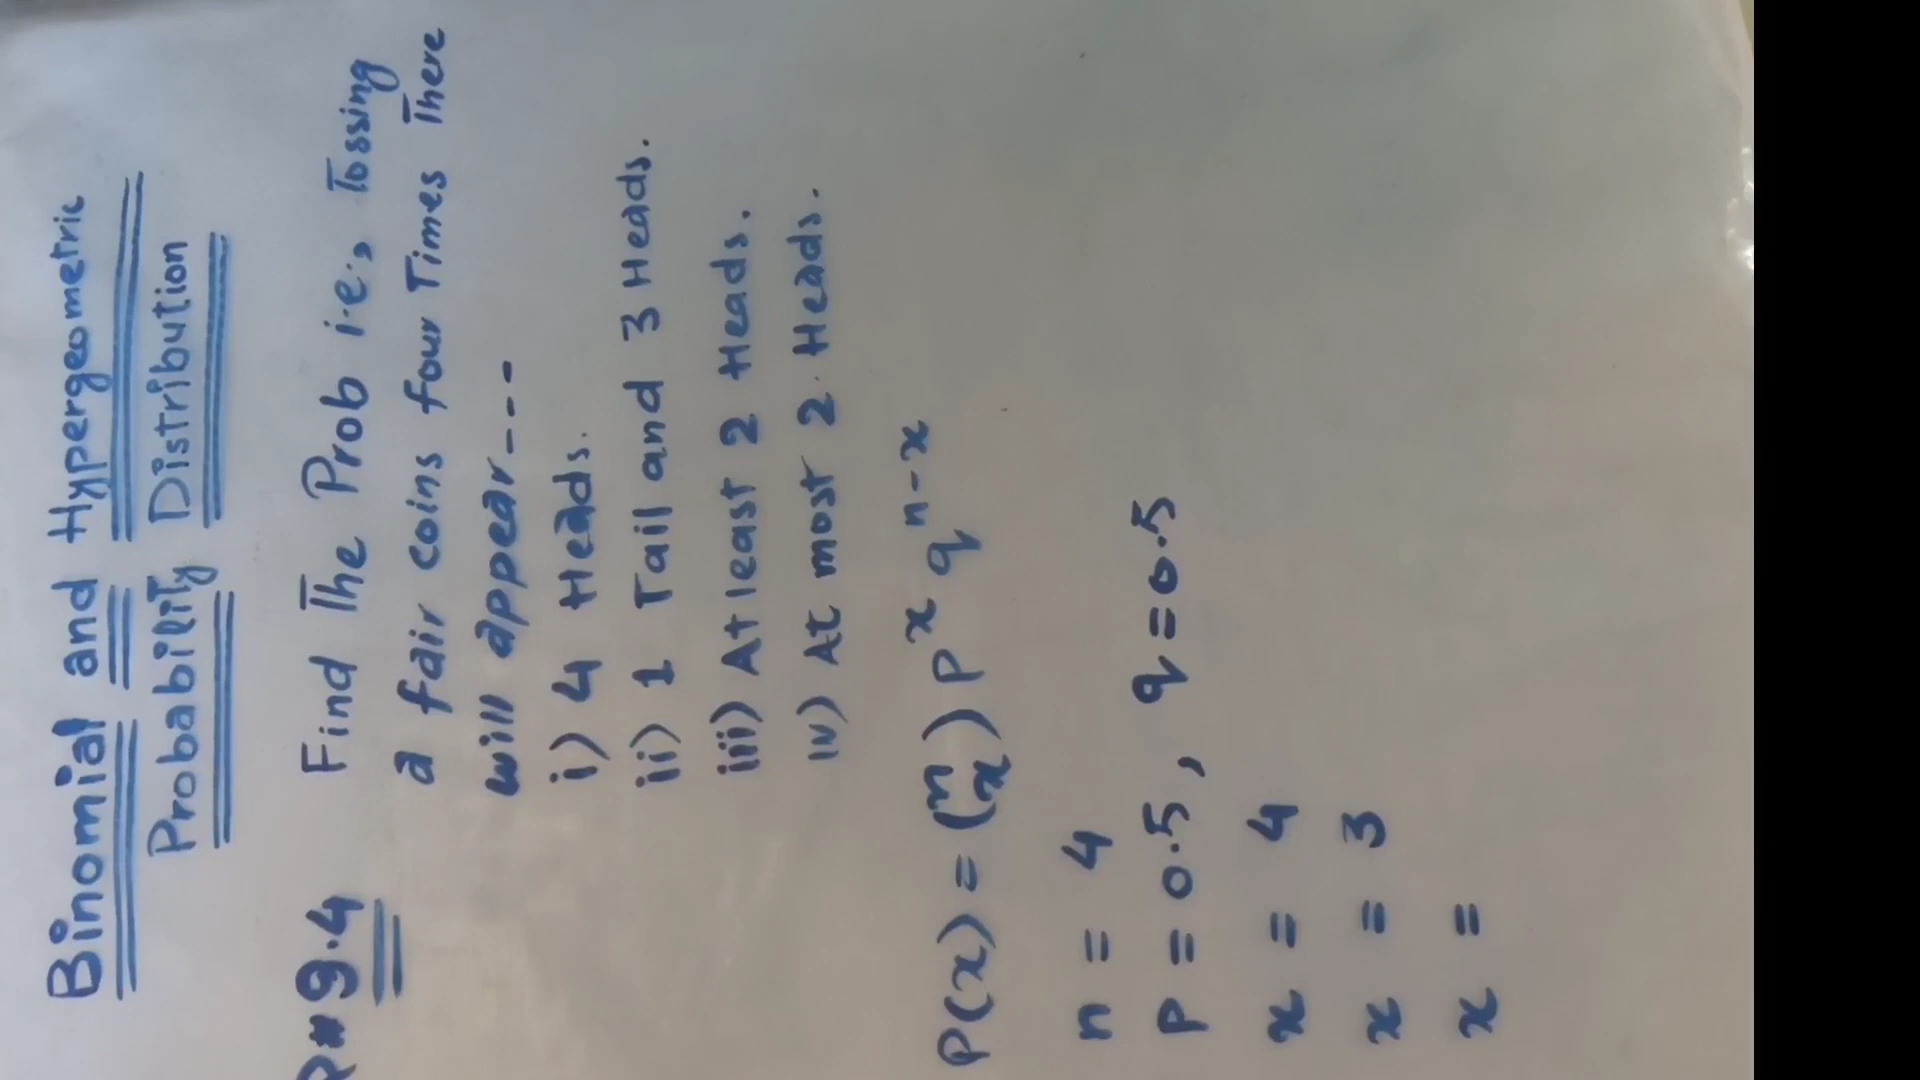 Binomial and Hypergeometric
Probability Distribution
P#9.4 Find The Prob i.e., Tossing
a fair coins four Times There
will appear----
i) 4 Heads.
ii) 1 Tail and 3 Heads.
iii) At least 2 Heads.
iv) At most 2 Heads.
P(x) = (n x) p^x q^n-x
n = 4
P = 0.5, q = 0.5
x = 4
x = 3
x =